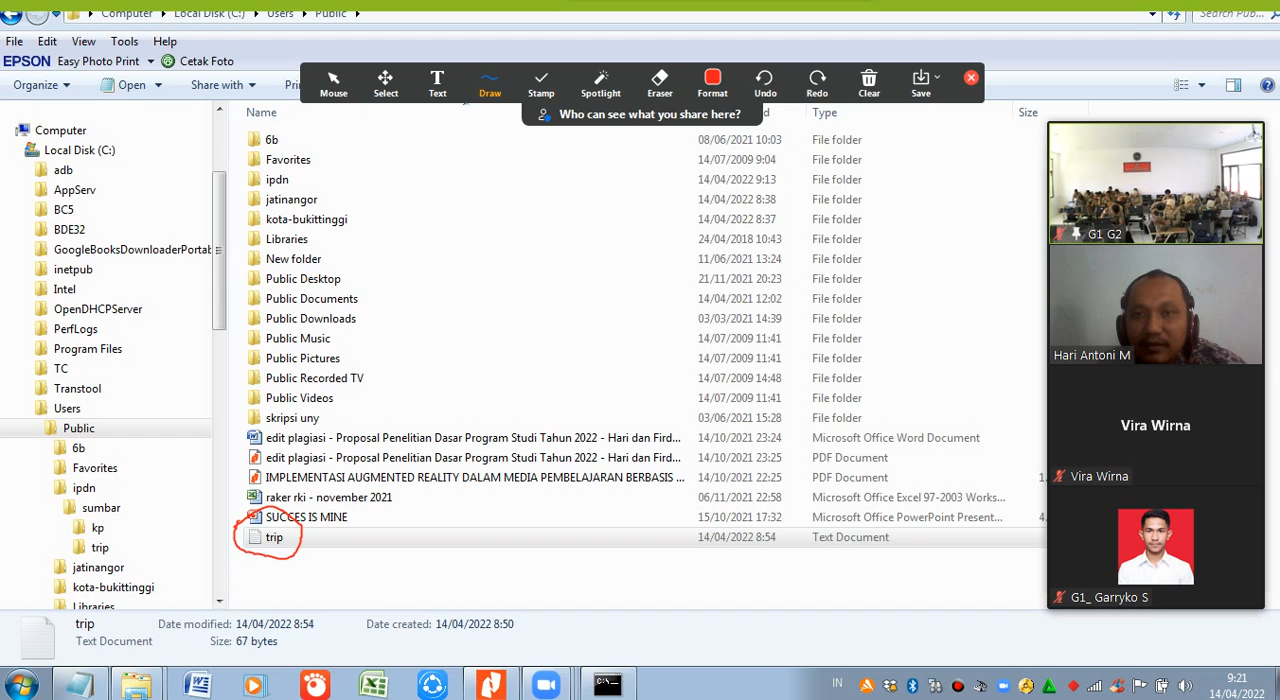 Computer ▸ Local Disk (C:) ▸ Users ▸ Public ▸
Search Pub...
File Edit View Tools Help
EPSON Easy Photo Print Cetak Foto
Organize Open Share with
Mouse Select Text Draw Stamp Spotlight Eraser Format Undo Redo Clear Save
Who can see what you share here?
Name Type Size
Computer
Local Disk (C:)
adb
AppServ
BC5
BDE32
GoogleBooksDownloaderPortab
inetpub
Intel
OpenDHCPServer
PerfLogs
Program Files
TC
Transtool
Users
Public
6b
Favorites
ipdn
sumbar
kp
trip
jatinangor
kota-bukittinggi
Libraries
6b 08/06/2021 10:03 File folder
Favorites 14/07/2009 9:04 File folder
ipdn 14/04/2022 9:13 File folder
jatinangor 14/04/2022 8:38 File folder
kota-bukittinggi 14/04/2022 8:37 File folder
Libraries 24/04/2018 10:43 File folder
New folder 11/06/2021 13:24 File folder
Public Desktop 21/11/2021 20:23 File folder
Public Documents 14/04/2021 12:02 File folder
Public Downloads 03/03/2021 14:39 File folder
Public Music 14/07/2009 11:41 File folder
Public Pictures 14/07/2009 11:41 File folder
Public Recorded TV 14/07/2009 14:48 File folder
Public Videos 14/07/2009 11:41 File folder
skripsi uny 03/06/2021 15:28 File folder
edit plagiasi - Proposal Penelitian Dasar Program Studi Tahun 2022 - Hari dan Fird... 14/10/2021 23:24 Microsoft Office Word Document
edit plagiasi - Proposal Penelitian Dasar Program Studi Tahun 2022 - Hari dan Fird... 14/10/2021 23:25 PDF Document
IMPLEMENTASI AUGMENTED REALITY DALAM MEDIA PEMBELAJARAN BERBASIS ... 14/10/2021 22:25 PDF Document 1.
raker rki - november 2021 06/11/2021 22:58 Microsoft Office Excel 97-2003 Works...
SUCCES IS MINE 15/10/2021 17:32 Microsoft Office PowerPoint Present... 4.
trip 14/04/2022 8:54 Text Document
G1 G2
Hari Antoni M
Vira Wirna
Vira Wirna
G1_ Garryko S
trip Date modified: 14/04/2022 8:54 Date created: 14/04/2022 8:50
Text Document Size: 67 bytes
IN 9:21
14/04/2022